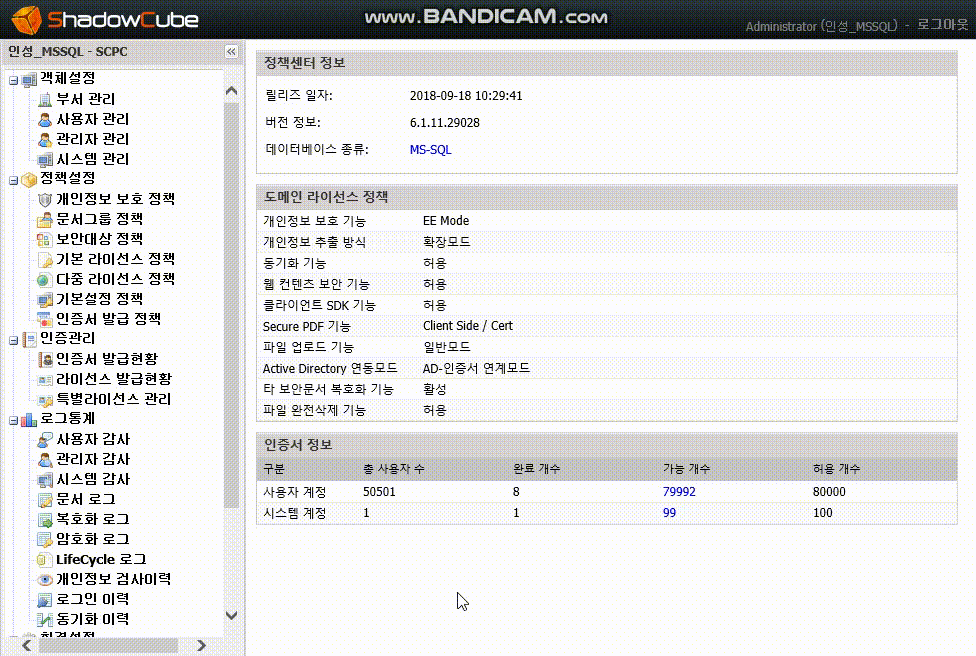 ShadowCube
www.BANDICAM.com
Administrator (인성_MSSQL) - 로그아웃
인성_MSSQL - SCPC
객체설정
부서 관리
사용자 관리
관리자 관리
시스템 관리
정책설정
개인정보 보호 정책
문서그룹 정책
보안대상 정책
기본 라이선스 정책
다중 라이선스 정책
기본설정 정책
인증서 발급 정책
인증관리
인증서 발급현황
라이선스 발급현황
특별라이선스 관리
로그통계
사용자 감사
관리자 감사
시스템 감사
문서 로그
복호화 로그
암호화 로그
LifeCycle 로그
개인정보 검사이력
로그인 이력
동기화 이력
정책센터 정보
릴리즈 일자: 2018-09-18 10:29:41
버전 정보: 6.1.11.29028
데이터베이스 종류: MS-SQL
도메인 라이선스 정책
개인정보 보호 기능 EE Mode
개인정보 추출 방식 확장모드
동기화 기능 허용
웹 컨텐츠 보안 기능 허용
클라이언트 SDK 기능 허용
Secure PDF 기능 Client Side / Cert
파일 업로드 기능 일반모드
Active Directory 연동모드 AD-인증서 연계모드
타 보안문서 복호화 기능 활성
파일 완전삭제 기능 허용
인증서 정보
구분 총 사용자 수 완료 개수 가능 개수 허용 개수
사용자 계정 50501 8 79992 80000
시스템 계정 1 1 99 100